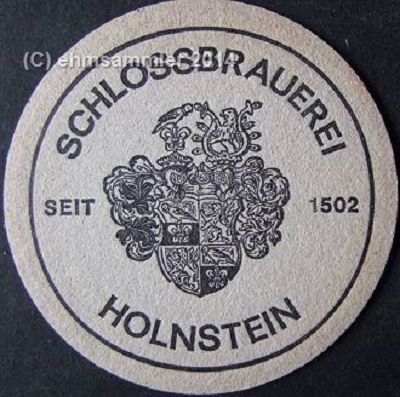 (C) ehmsammler 2014
SCHLOSSBRAUEREI
SEIT 1502
HOLNSTEIN